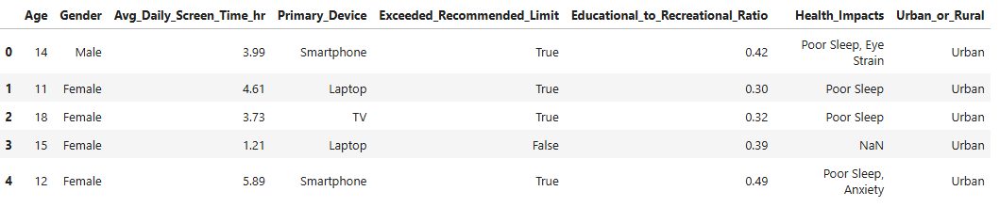 Age Gender Avg_Daily_Screen_Time_hr Primary_Device Exceeded_Recommended_Limit Educational_to_Recreational_Ratio Health_Impacts Urban_or_Rural
0 14 Male 3.99 Smartphone True 0.42 Poor Sleep, Eye Strain Urban
1 11 Female 4.61 Laptop True 0.30 Poor Sleep Urban
2 18 Female 3.73 TV True 0.32 Poor Sleep Urban
3 15 Female 1.21 Laptop False 0.39 NaN Urban
4 12 Female 5.89 Smartphone True 0.49 Poor Sleep, Anxiety Urban